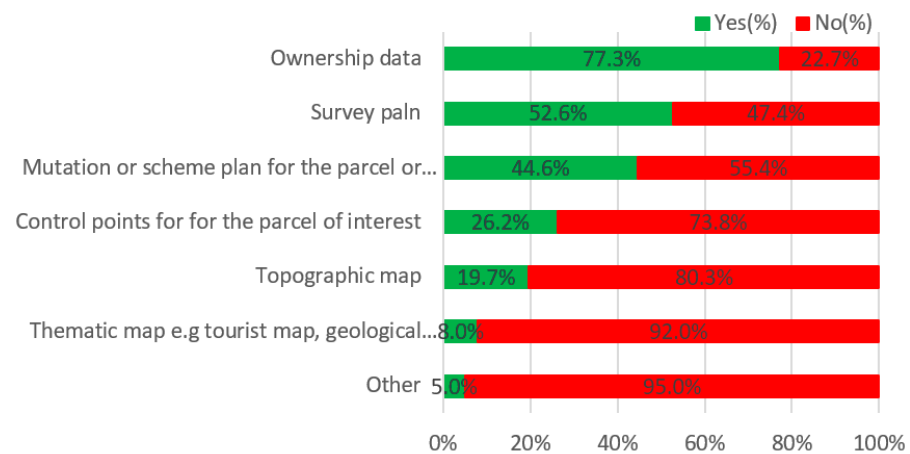 Yes(%) No(%)
Ownership data 77.3% 22.7%
Survey paln 52.6% 47.4%
Mutation or scheme plan for the parcel or... 44.6% 55.4%
Control points for for the parcel of interest 26.2% 73.8%
Topographic map 19.7% 80.3%
Thematic map e.g tourist map, geological... 8.0% 92.0%
Other 5.0% 95.0%
0% 20% 40% 60% 80% 100%